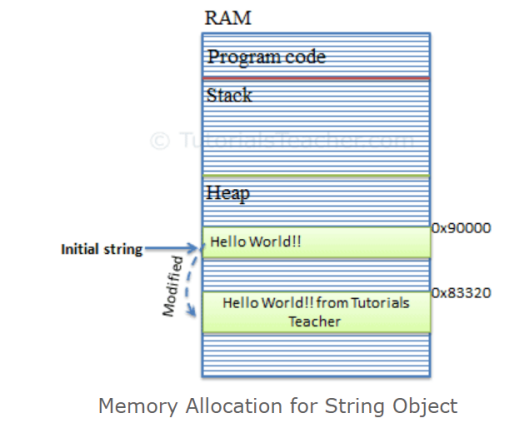 RAM
Program code
Stack
© TutorialsTeacher.com
Heap
0x90000
Initial string
Hello World!!
Modified
0x83320
Hello World!! from Tutorials
Teacher
Memory Allocation for String Object